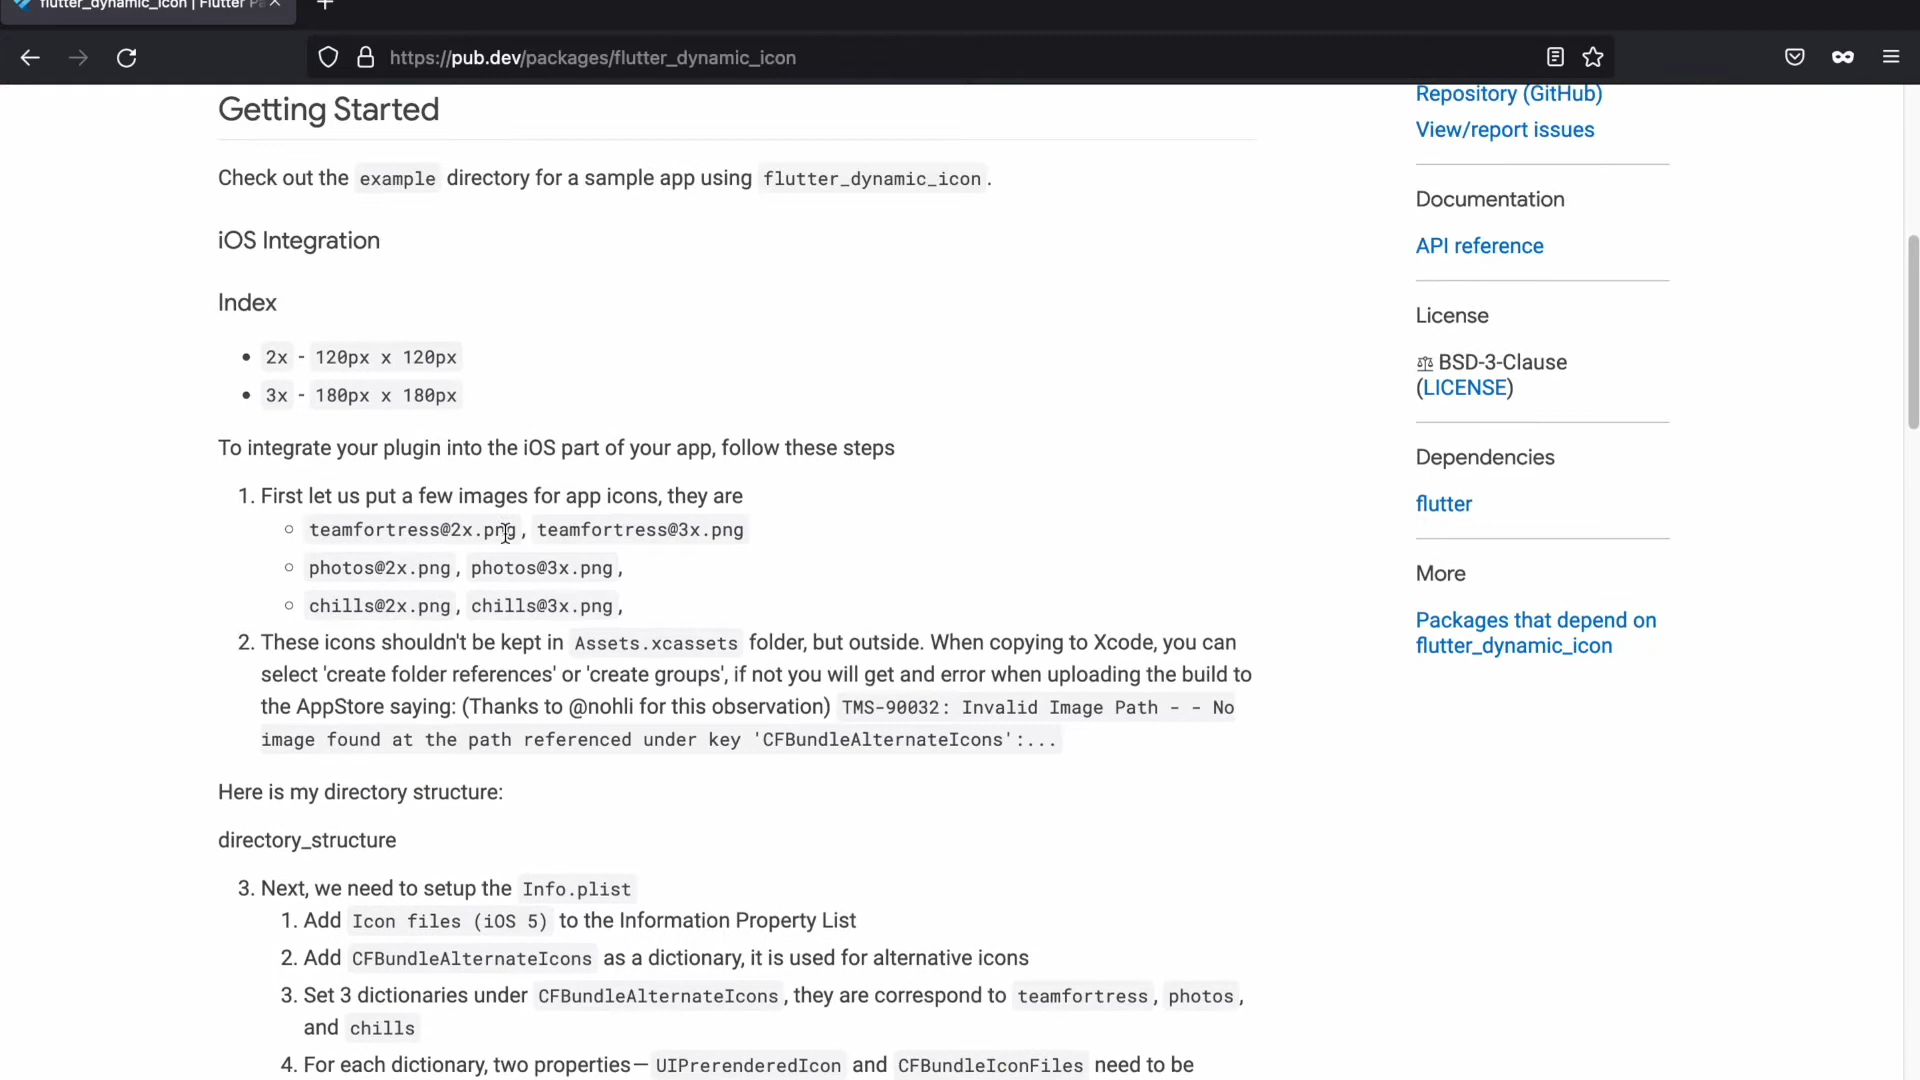 flutter_dynamic_icon | Flutter Pa
https://pub.dev/packages/flutter_dynamic_icon
Getting Started
Check out the example directory for a sample app using flutter_dynamic_icon.
iOS Integration
Index
• 2x - 120px x 120px
• 3x - 180px x 180px
To integrate your plugin into the iOS part of your app, follow these steps
1. First let us put a few images for app icons, they are
teamfortress@2x.png, teamfortress@3x.png
photos@2x.png, photos@3x.png,
chills@2x.png, chills@3x.png,
2. These icons shouldn't be kept in Assets.xcassets folder, but outside. When copying to Xcode, you can
select 'create folder references' or 'create groups', if not you will get and error when uploading the build to
the AppStore saying: (Thanks to @nohli for this observation) TMS-90032: Invalid Image Path - - No
image found at the path referenced under key 'CFBundleAlternateIcons':...
Here is my directory structure:
directory_structure
3. Next, we need to setup the Info.plist
1. Add Icon files (iOS 5) to the Information Property List
2. Add CFBundleAlternateIcons as a dictionary, it is used for alternative icons
3. Set 3 dictionaries under CFBundleAlternateIcons, they are correspond to teamfortress, photos,
and chills
4. For each dictionary, two properties— UIPrerenderedIcon and CFBundleIconFiles need to be
Repository (GitHub)
View/report issues
Documentation
API reference
License
BSD-3-Clause
(LICENSE)
Dependencies
flutter
More
Packages that depend on
flutter_dynamic_icon